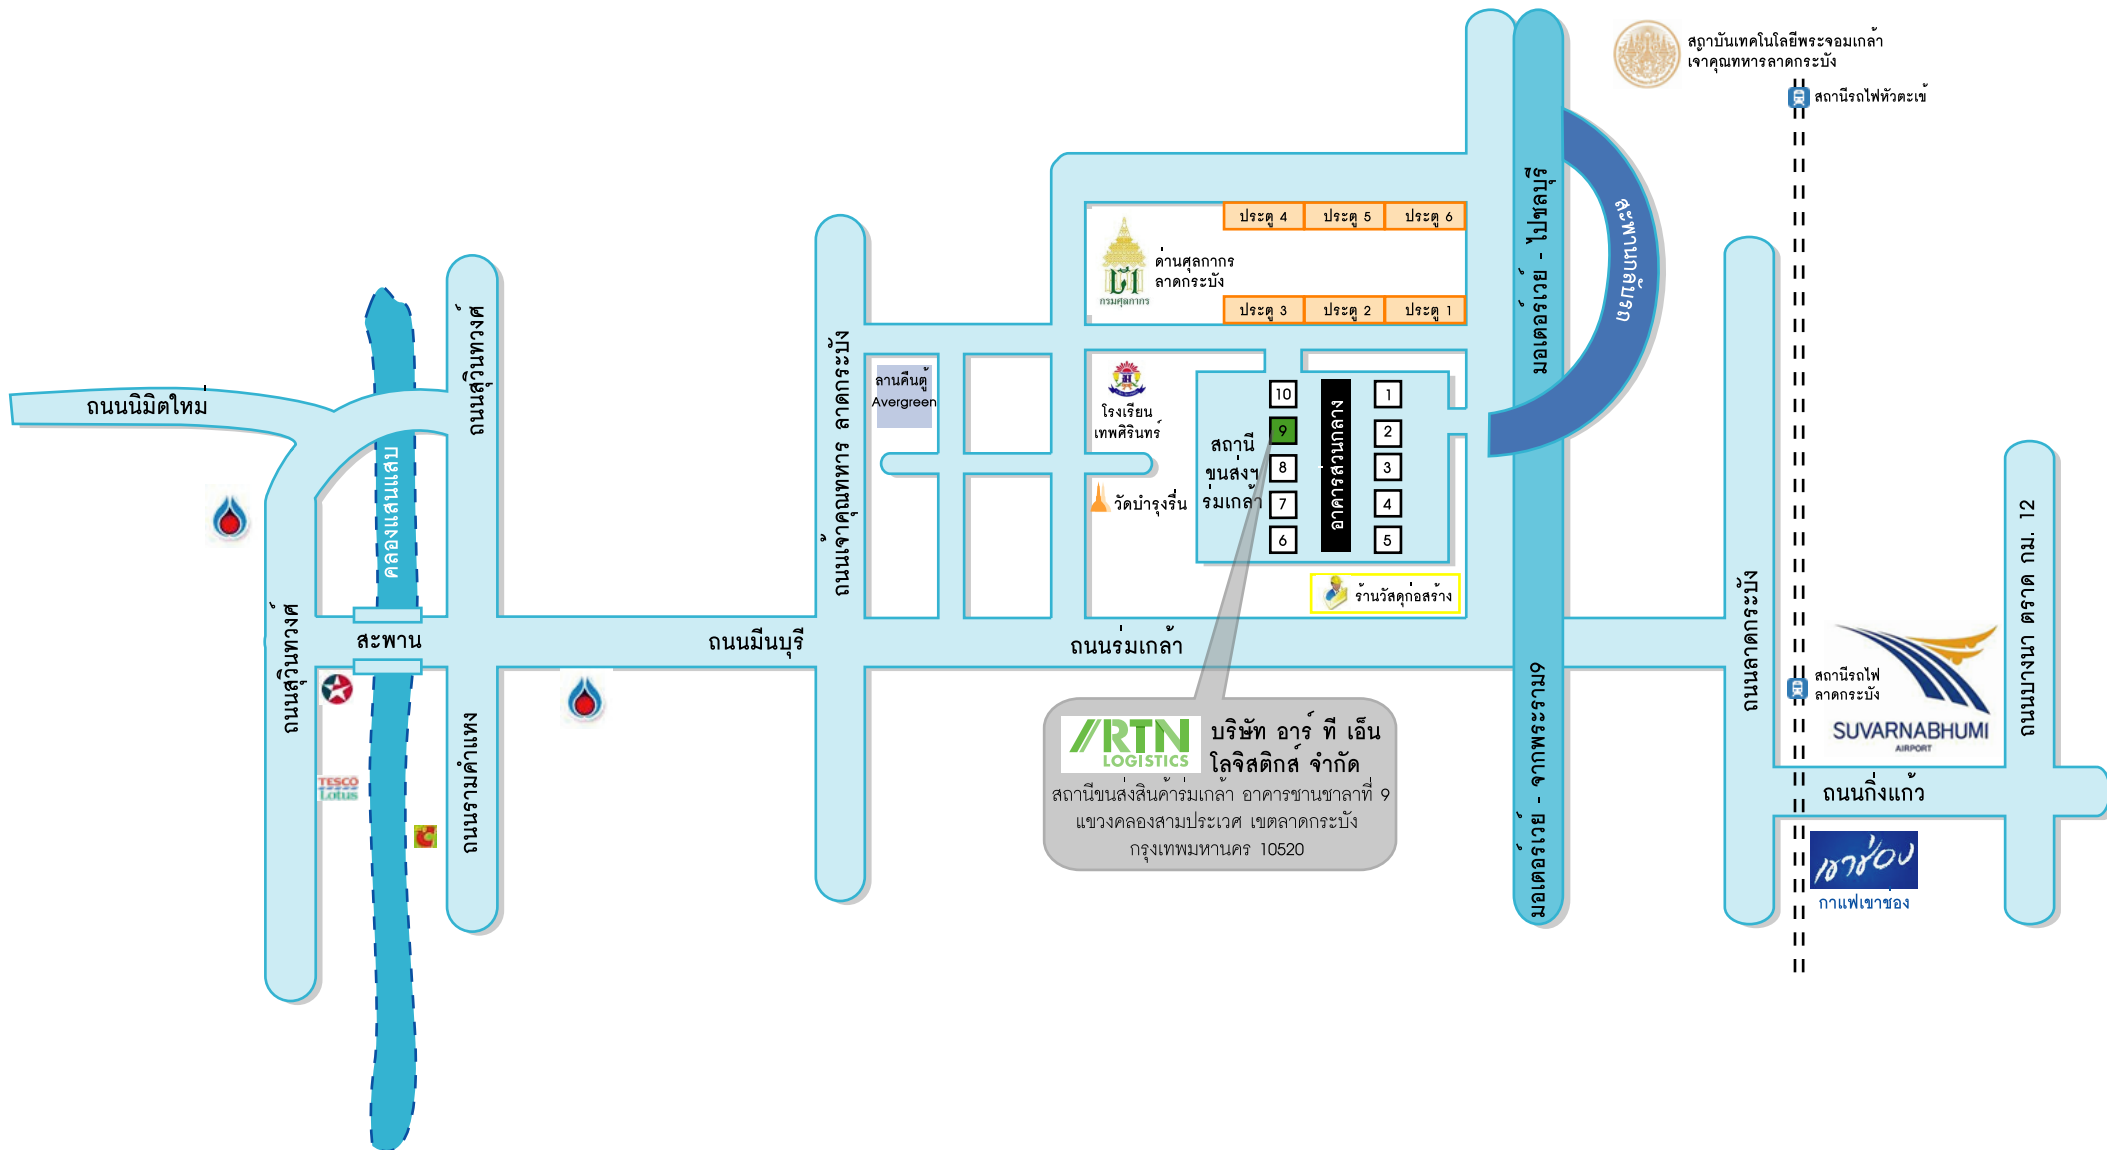 สถาบันเทคโนโลยีพระจอมเกล้า
เจ้าคุณทหารลาดกระบัง
สถานีรถไฟหัวตะเข้
มอเตอร์เวย์ - ไปชลบุรี
สะพานกลับรถ
ประตู 4
ประตู 5
ประตู 6
ด่านศุลกากร
ลาดกระบัง
กรมศุลกากร
ประตู 3
ประตู 2
ประตู 1
ถนนนิมิตใหม่
ถนนสุวินทวงศ์
คลองแสนแสบ
ถนนเจ้าคุณทหาร ลาดกระบัง
ลานคืนตู้
Avergreen
โรงเรียน
เทพศิรินทร์
วัดบำรุงรื่น
สถานี
ขนส่งฯ
ร่มเกล้า
10
9
8
7
6
อาคารส่วนกลาง
1
2
3
4
5
ร้านวัสดุก่อสร้าง
ถนนสุวินทวงศ์
สะพาน
ถนนมีนบุรี
ถนนร่มเกล้า
ถนนลาดกระบัง
ถนนบางนา ตราด กม. 12
สถานีรถไฟ
ลาดกระบัง
SUVARNABHUMI
AIRPORT
TESCO
Lotus
ถนนรามคำแหง
RTN
LOGISTICS
บริษัท อาร์ ที เอ็น
โลจิสติกส์ จำกัด
สถานีขนส่งสินค้าร่มเกล้า อาคารชานชาลาที่ 9
แขวงคลองสามประเวศ เขตลาดกระบัง
กรุงเทพมหานคร 10520
มอเตอร์เวย์ - จากพระราม9
ถนนกิ่งแก้ว
เขาช่อง
กาแฟเขาช่อง